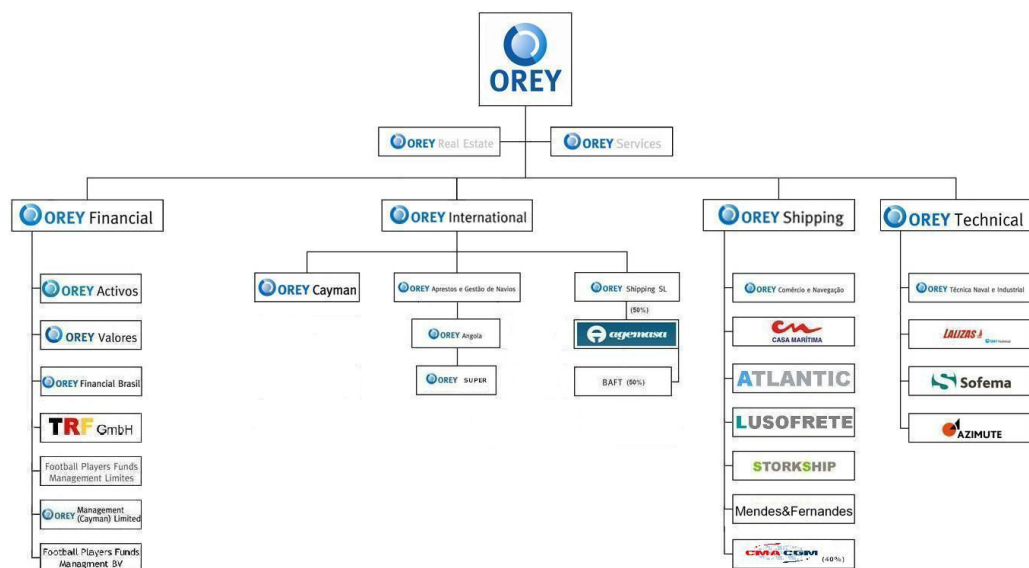 OREY
OREY Real Estate
OREY Services
OREY Financial
OREY International
OREY Shipping
OREY Technical
OREY Activos
OREY Valores
OREY Financial Brasil
TRF GmbH
Football Players Funds
Management Limites
OREY Management
(Cayman) Limited
Football Players Funds
Managment BV
OREY Cayman
OREY Aprestos e Gestão de Navios
OREY Angola
OREY SUPER
OREY Shipping SL
(50%)
agemasa
BAFT (50%)
OREY Comércio e Navegação
CASA MARÍTIMA
ATLANTIC
LUSOFRETE
STORKSHIP
Mendes&Fernandes
CMA CGM (40%)
OREY Técnica Naval e Industrial
LALIZAS
Sofema
AZIMUTE